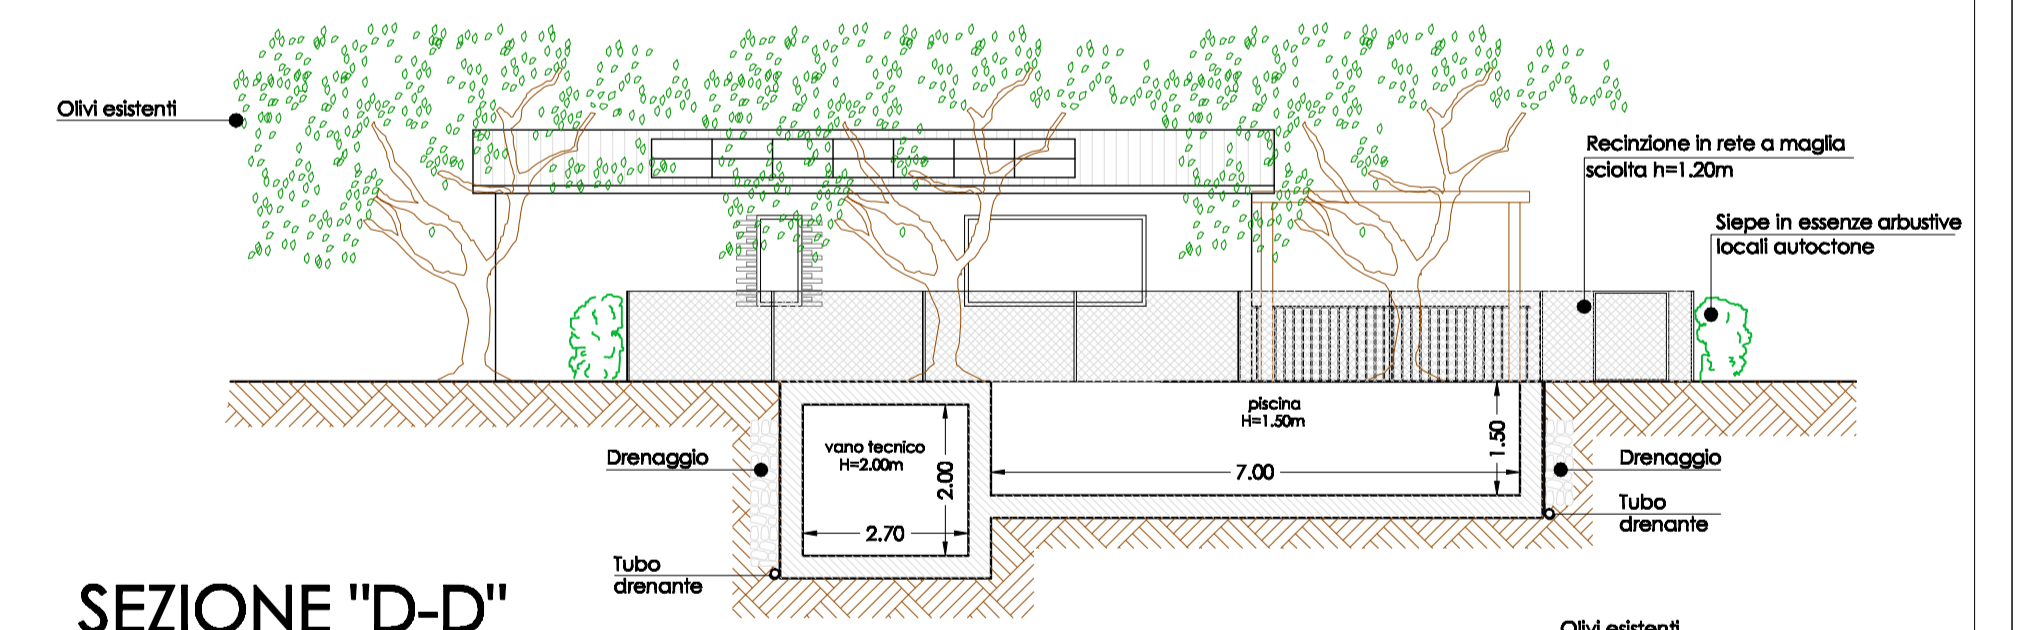 Olivi esistenti
Recinzione in rete a maglia
sciolta h=1.20m
Siepe in essenze arbustive
locali autoctone
piscina
H=1.50m
1.50
7.00
vano tecnico
H=2.00m
2.00
2.70
Drenaggio
Tubo
drenante
Drenaggio
Tubo
drenante
SEZIONE "D-D"
Olivi esistenti